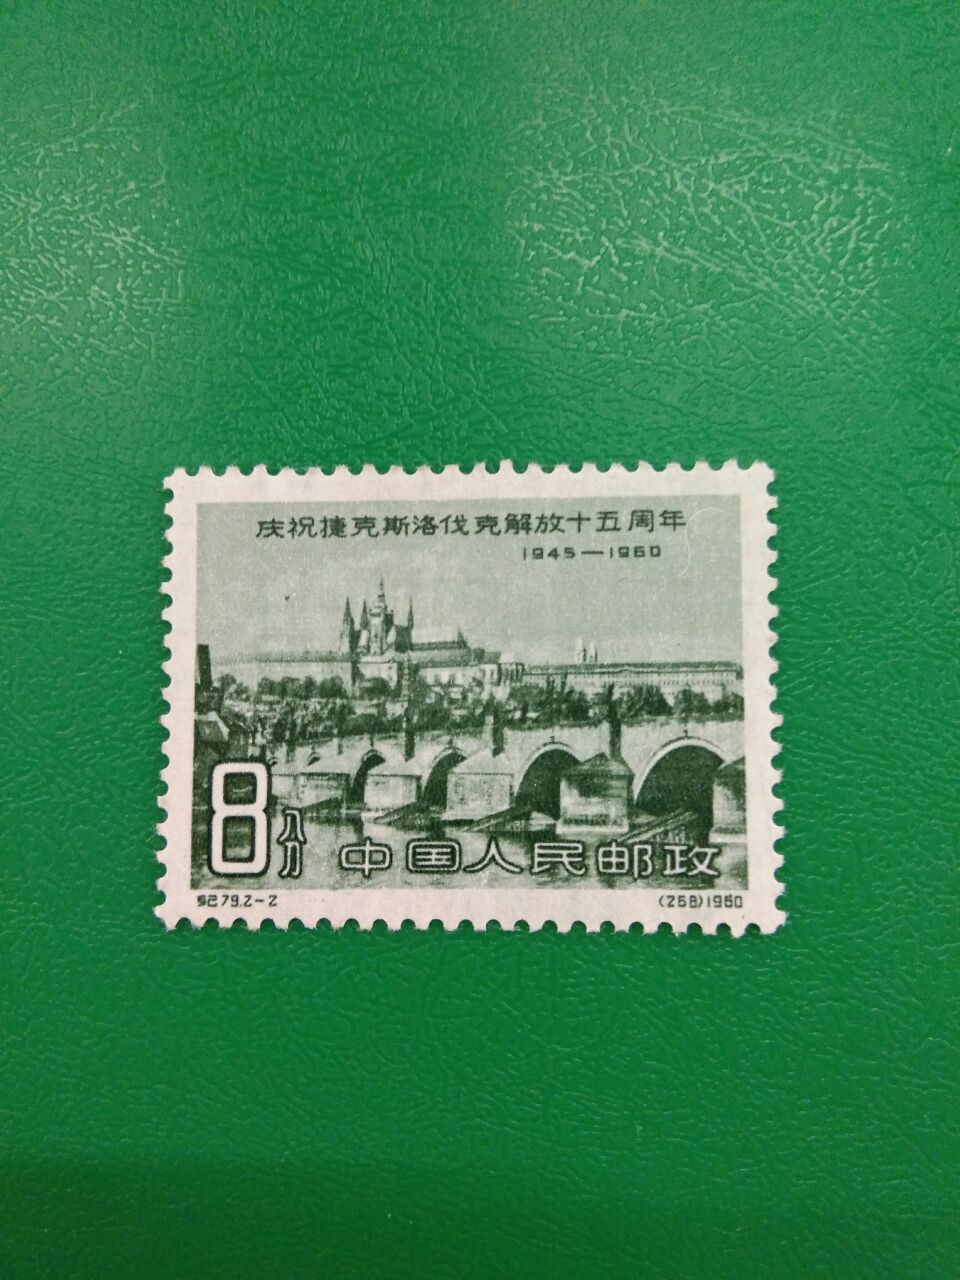 庆祝捷克斯洛伐克解放十五周年
1945—1960
8分 中国人民邮政
纪79.2-2 (268)1960